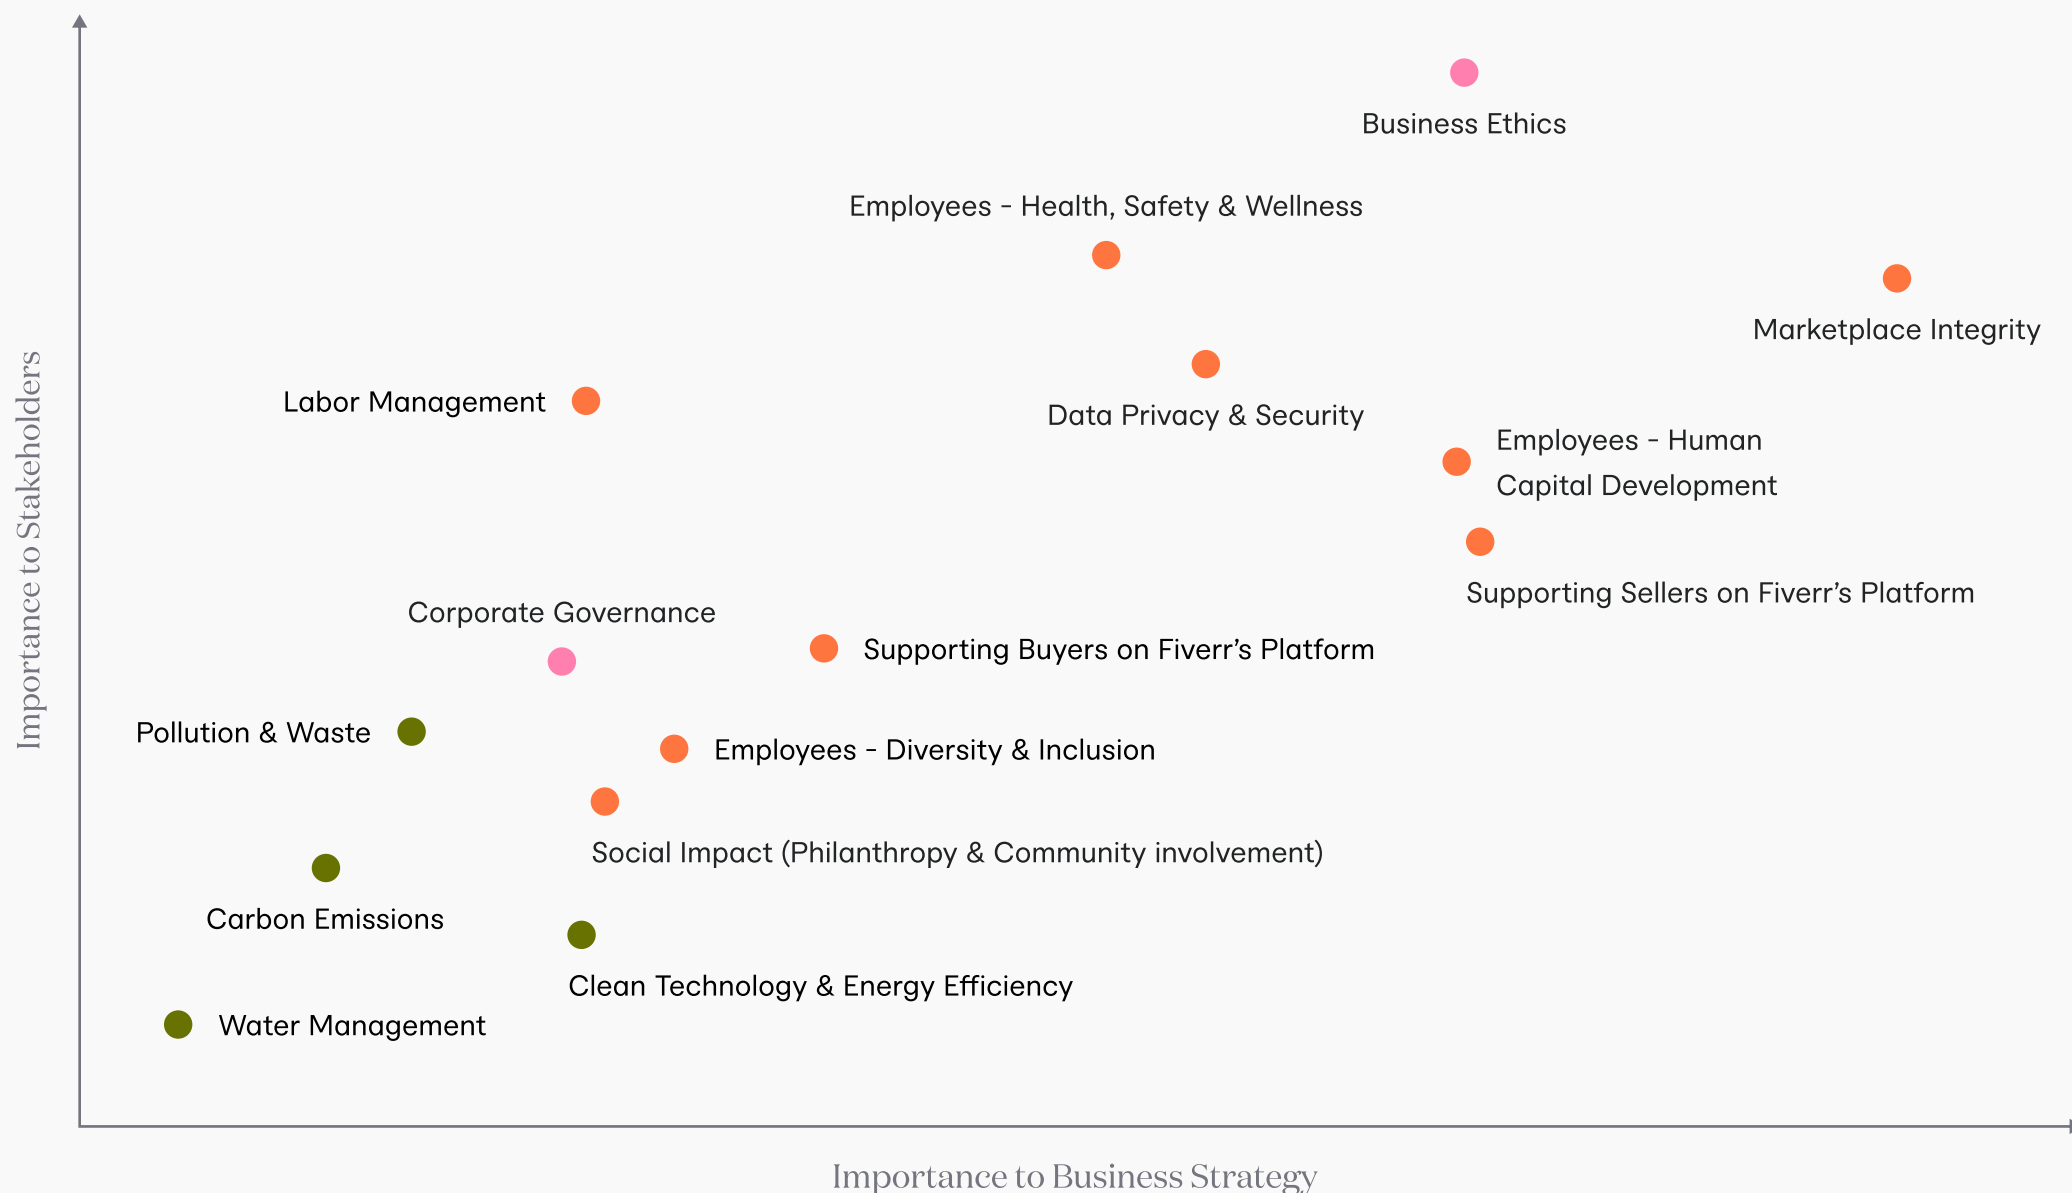 Business Ethics
Employees - Health, Safety & Wellness
Marketplace Integrity
Labor Management
Data Privacy & Security
Employees - Human
Capital Development
Supporting Sellers on Fiverr’s Platform
Corporate Governance
Supporting Buyers on Fiverr’s Platform
Pollution & Waste
Employees - Diversity & Inclusion
Social Impact (Philanthropy & Community involvement)
Carbon Emissions
Clean Technology & Energy Efficiency
Water Management
Importance to Stakeholders
Importance to Business Strategy